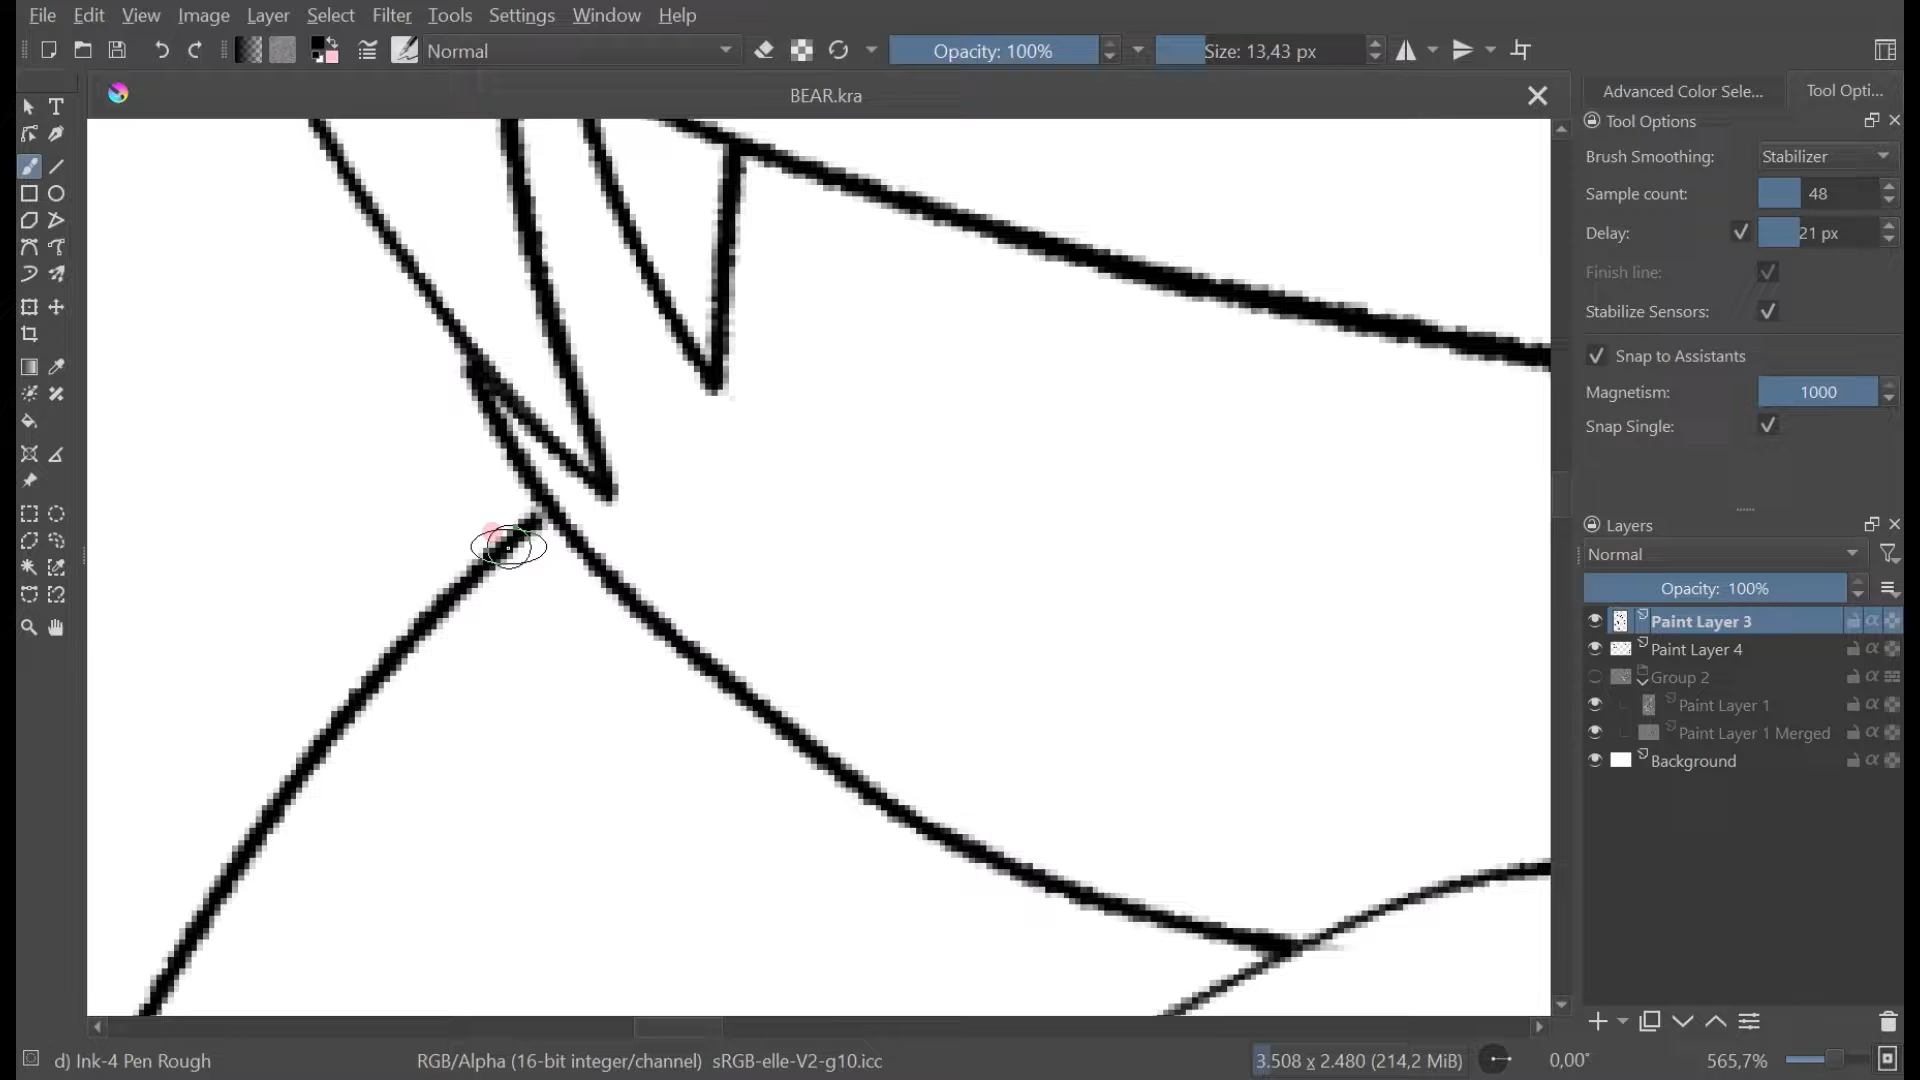 File Edit View Image Layer Select Filter Tools Settings Window Help
Normal Opacity: 100% Size: 13,43 px
BEAR.kra
Advanced Color Sele... Tool Opti...
Tool Options
Brush Smoothing: Stabilizer
Sample count: 48
Delay: 21 px
Finish line:
Stabilize Sensors:
Snap to Assistants
Magnetism: 1000
Snap Single:
Layers
Normal
Opacity: 100%
Paint Layer 3
Paint Layer 4
Group 2
Paint Layer 1
Paint Layer 1 Merged
Background
d) Ink-4 Pen Rough RGB/Alpha (16-bit integer/channel) sRGB-elle-V2-g10.icc 3.508 x 2.480 (214,2 MiB) 0,00° 565,7%